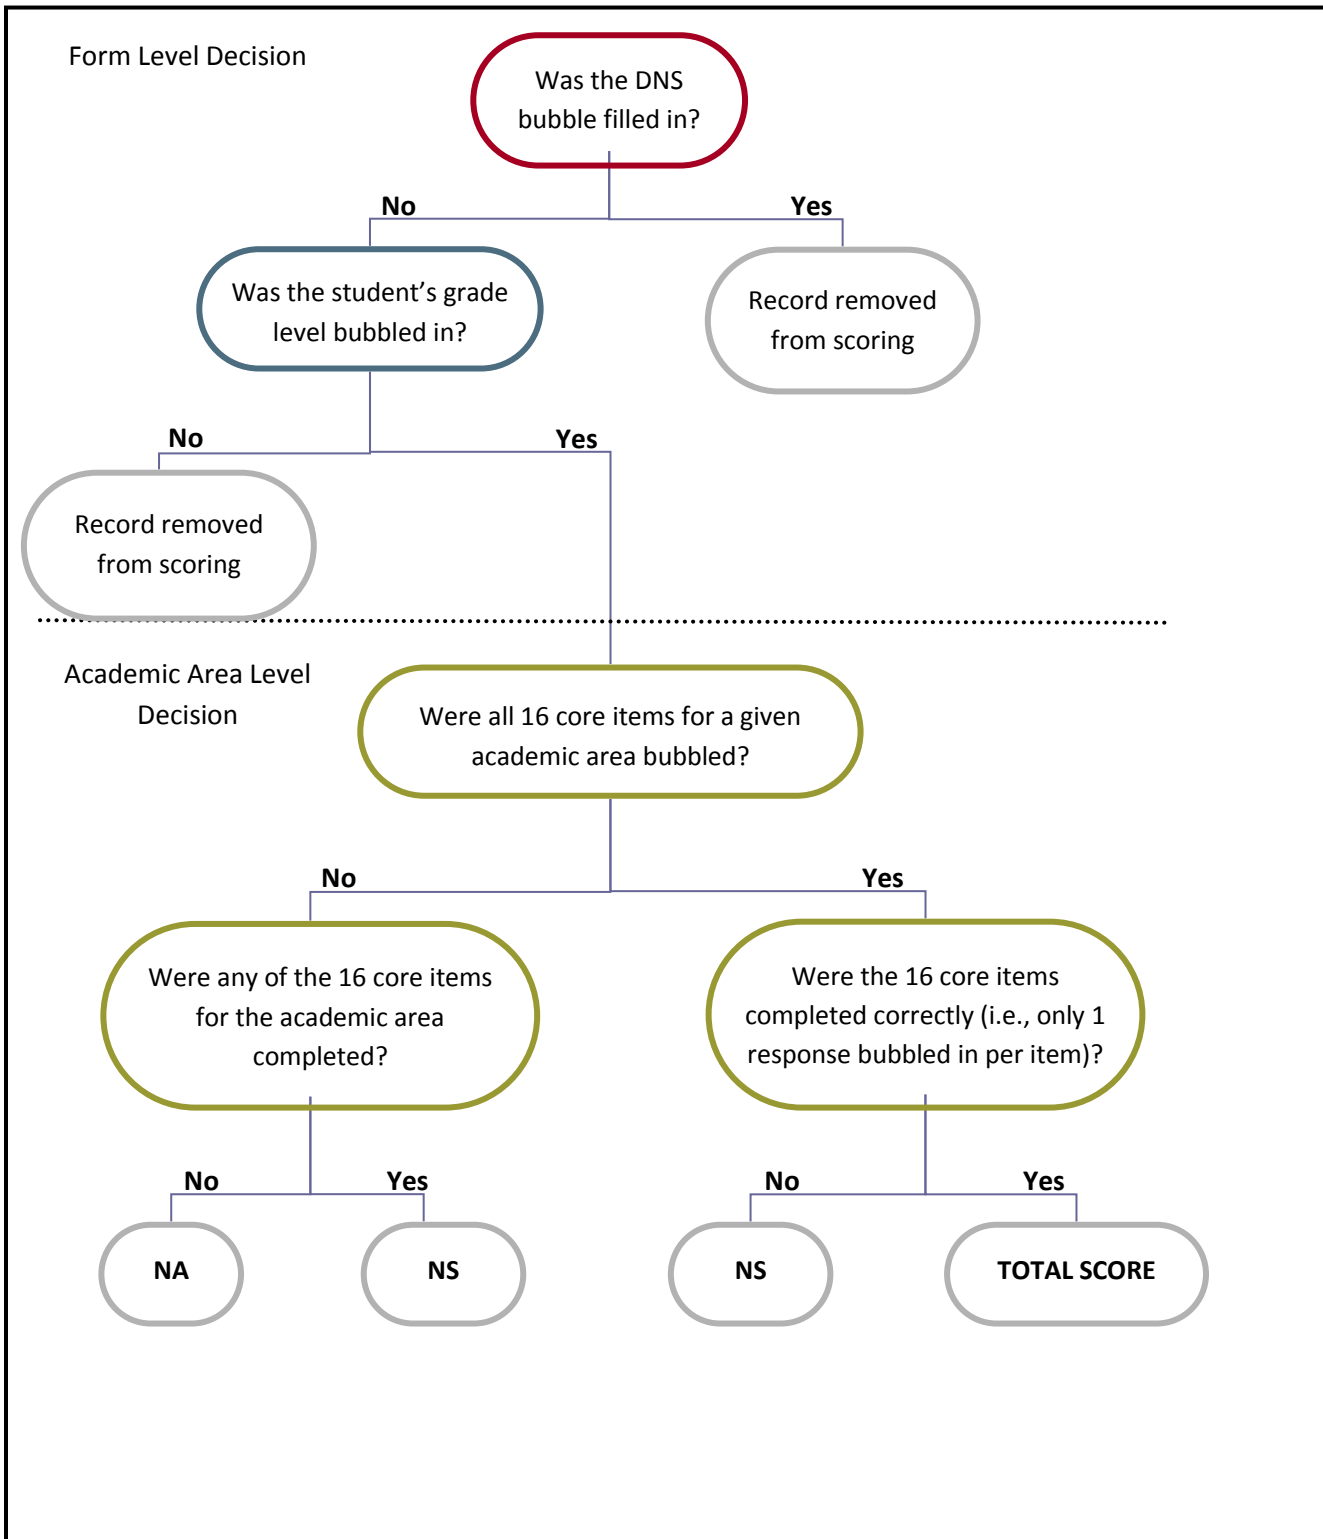 Form Level Decision
Was the DNS
bubble filled in?
No
Yes
Was the student’s grade
level bubbled in?
Record removed
from scoring
No
Yes
Record removed
from scoring
Academic Area Level
Decision
Were all 16 core items for a given
academic area bubbled?
No
Yes
Were any of the 16 core items
for the academic area
completed?
Were the 16 core items
completed correctly (i.e., only 1
response bubbled in per item)?
No
Yes
No
Yes
NA
NS
NS
TOTAL SCORE